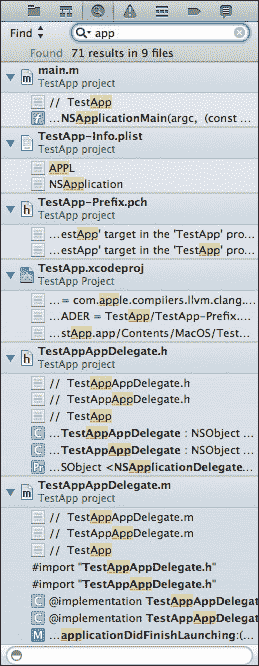 Find app
Found 71 results in 9 files
main.m
TestApp project
// TestApp
...NSApplicationMain(argc, (const
TestApp-Info.plist
TestApp project
APPL
NSApplication
TestApp-Prefix.pch
TestApp project
...estApp' target in the 'TestApp' pro...
...estApp' target in the 'TestApp' pro...
TestApp.xcodeproj
TestApp project
...= com.apple.compilers.llvm.clang...
...ADER = TestApp/TestApp-Prefix....
...stApp.app/Contents/MacOS/Test...
TestAppAppDelegate.h
TestApp project
// TestAppAppDelegate.h
// TestAppAppDelegate.h
// TestApp
...TestAppAppDelegate : NSObject ...
...TestAppAppDelegate : NSObject ...
...SObject <NSApplicationDelegate...
TestAppAppDelegate.m
TestApp project
// TestAppAppDelegate.m
// TestAppAppDelegate.m
// TestApp
#import "TestAppAppDelegate.h"
#import "TestAppAppDelegate.h"
@implementation TestAppAppDelegat
@implementation TestAppAppDelegat
...applicationDidFinishLaunching:(...